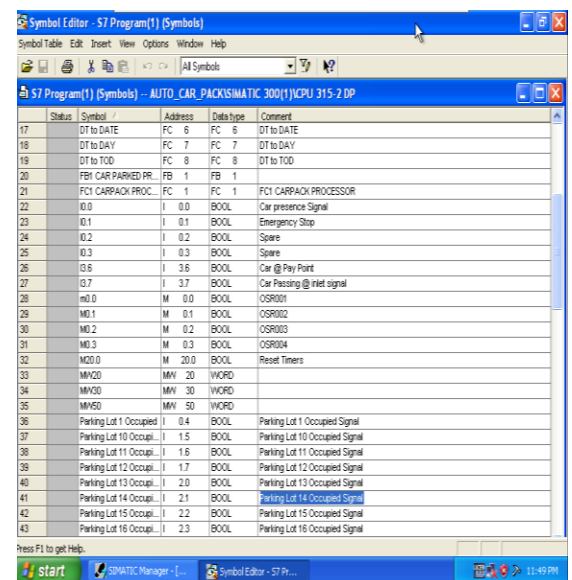 Symbol Editor - S7 Program(1) (Symbols)
Symbol Table Edit Insert View Options Window Help
All Symbols
S7 Program(1) (Symbols) -- AUTO_CAR_PACK\SIMATIC 300(1)\CPU 315-2 DP
Status Symbol Address Data type Comment
17 DT to DATE FC 6 FC 6 DT to DATE
18 DT to DAY FC 7 FC 7 DT to DAY
19 DT to TOD FC 8 FC 8 DT to TOD
20 FB1 CAR PARKED PR... FB 1 FB 1
21 FC1 CARPACK PROC... FC 1 FC 1 FC1 CARPACK PROCESSOR
22 I0.0 I 0.0 BOOL Car presence Signal
23 I0.1 I 0.1 BOOL Emergency Stop
24 I0.2 I 0.2 BOOL Spare
25 I0.3 I 0.3 BOOL Spare
26 I3.6 I 3.6 BOOL Car @ Pay Point
27 I3.7 I 3.7 BOOL Car Passing @ inlet signal
28 m0.0 M 0.0 BOOL OSR001
29 M0.1 M 0.1 BOOL OSR002
30 M0.2 M 0.2 BOOL OSR003
31 M0.3 M 0.3 BOOL OSR004
32 M20.0 M 20.0 BOOL Reset Timers
33 MW20 MW 20 WORD
34 MW30 MW 30 WORD
35 MW50 MW 50 WORD
36 Parking Lot 1 Occupied I 0.4 BOOL Parking Lot 1 Occupied Signal
37 Parking Lot 10 Occupi... I 1.5 BOOL Parking Lot 10 Occupied Signal
38 Parking Lot 11 Occupi... I 1.6 BOOL Parking Lot 11 Occupied Signal
39 Parking Lot 12 Occupi... I 1.7 BOOL Parking Lot 12 Occupied Signal
40 Parking Lot 13 Occupi... I 2.0 BOOL Parking Lot 13 Occupied Signal
41 Parking Lot 14 Occupi... I 2.1 BOOL Parking Lot 14 Occupied Signal
42 Parking Lot 15 Occupi... I 2.2 BOOL Parking Lot 15 Occupied Signal
43 Parking Lot 16 Occupi... I 2.3 BOOL Parking Lot 16 Occupied Signal
Press F1 to get Help.
start SIMATIC Manager - [... Symbol Editor - S7 Pr... 11:49 PM